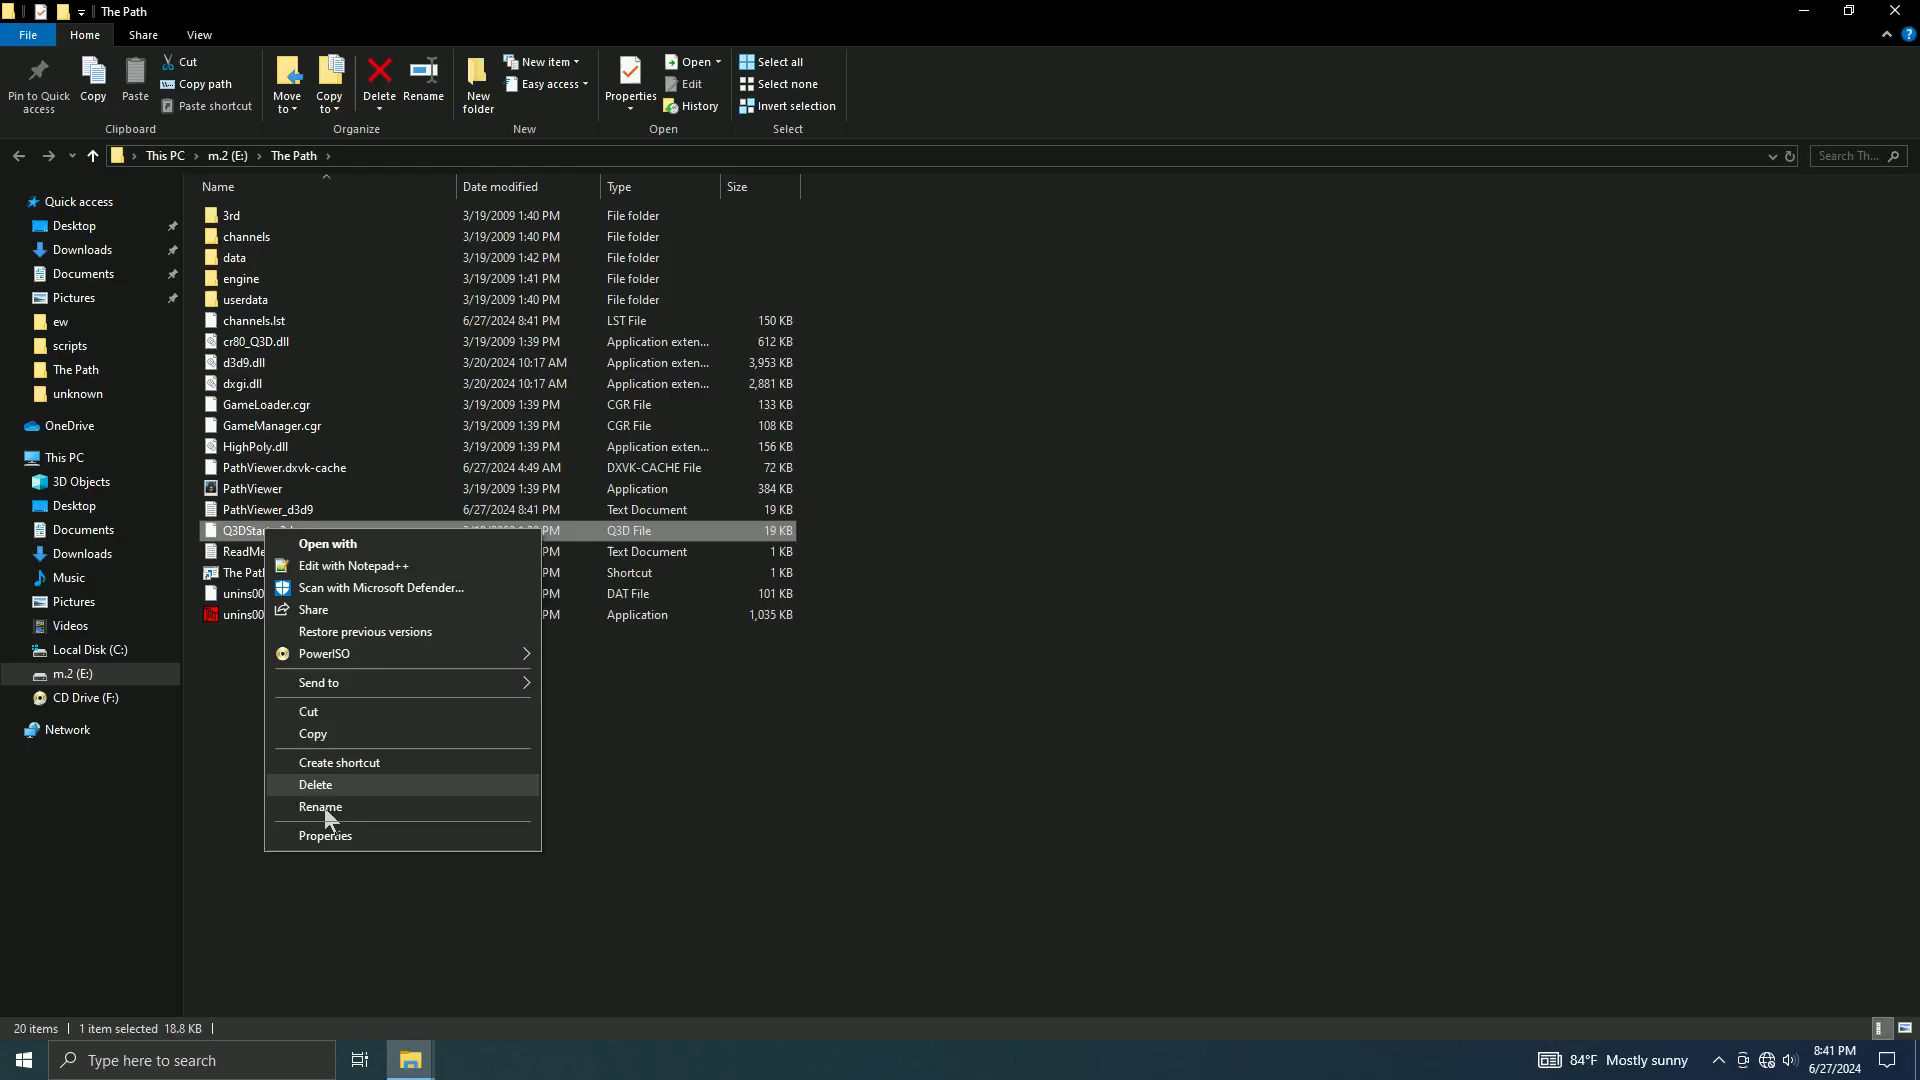 The Path
File Home Share View
Pin to Quick access
Copy
Paste
Cut
Copy path
Paste shortcut
Clipboard
Move to
Copy to
Delete
Rename
Organize
New folder
New item
Easy access
New
Properties
Open
Edit
History
Open
Select all
Select none
Invert selection
Select
This PC m.2 (E:) The Path
Search Th...
Quick access
Desktop
Downloads
Documents
Pictures
ew
scripts
The Path
unknown
OneDrive
This PC
3D Objects
Desktop
Documents
Downloads
Music
Pictures
Videos
Local Disk (C:)
m.2 (E:)
CD Drive (F:)
Network
Name Date modified Type Size
3rd 3/19/2009 1:40 PM File folder
channels 3/19/2009 1:40 PM File folder
data 3/19/2009 1:42 PM File folder
engine 3/19/2009 1:41 PM File folder
userdata 3/19/2009 1:40 PM File folder
channels.lst 6/27/2024 8:41 PM LST File 150 KB
cr80_Q3D.dll 3/19/2009 1:39 PM Application exten... 612 KB
d3d9.dll 3/20/2024 10:17 AM Application exten... 3,953 KB
dxgi.dll 3/20/2024 10:17 AM Application exten... 2,881 KB
GameLoader.cgr 3/19/2009 1:39 PM CGR File 133 KB
GameManager.cgr 3/19/2009 1:39 PM CGR File 108 KB
HighPoly.dll 3/19/2009 1:39 PM Application exten... 156 KB
PathViewer.dxvk-cache 6/27/2024 4:49 AM DXVK-CACHE File 72 KB
PathViewer 3/19/2009 1:39 PM Application 384 KB
PathViewer_d3d9 6/27/2024 8:41 PM Text Document 19 KB
Q3DSta PM Q3D File 19 KB
ReadMe PM Text Document 1 KB
The Pat PM Shortcut 1 KB
unins00 PM DAT File 101 KB
unins00 PM Application 1,035 KB
Open with
Edit with Notepad++
Scan with Microsoft Defender...
Share
Restore previous versions
PowerISO
Send to
Cut
Copy
Create shortcut
Delete
Rename
Properties
20 items 1 item selected 18.8 KB
Type here to search
84°F Mostly sunny
8:41 PM
6/27/2024